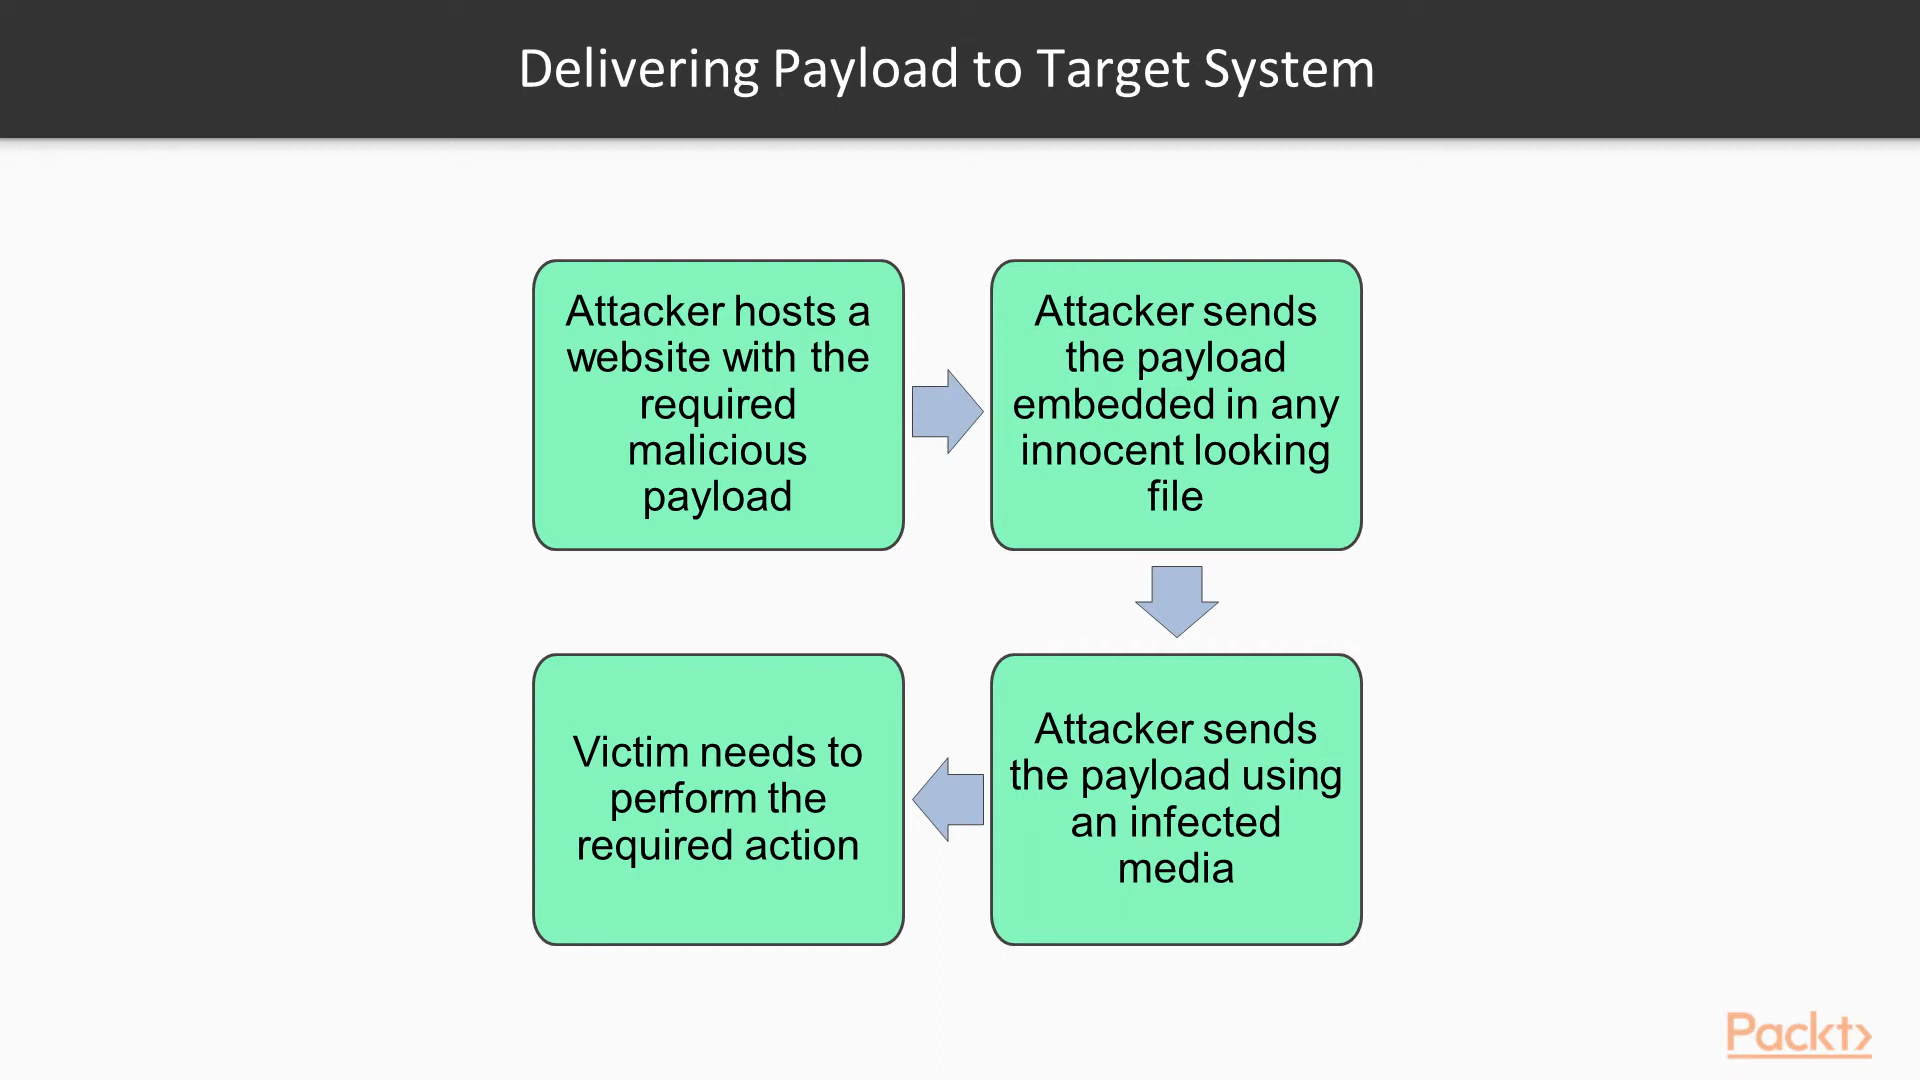 Delivering Payload to Target System
Attacker hosts a
website with the
required
malicious
payload
Attacker sends
the payload
embedded in any
innocent looking
file
Attacker sends
the payload using
an infected
media
Victim needs to
perform the
required action
Packt>